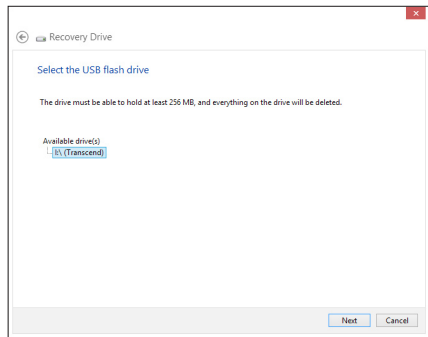 Recovery Drive
Select the USB flash drive
The drive must be able to hold at least 256 MB, and everything on the drive will be deleted.
Available drive(s)
I:\ (Transcend)
Next Cancel